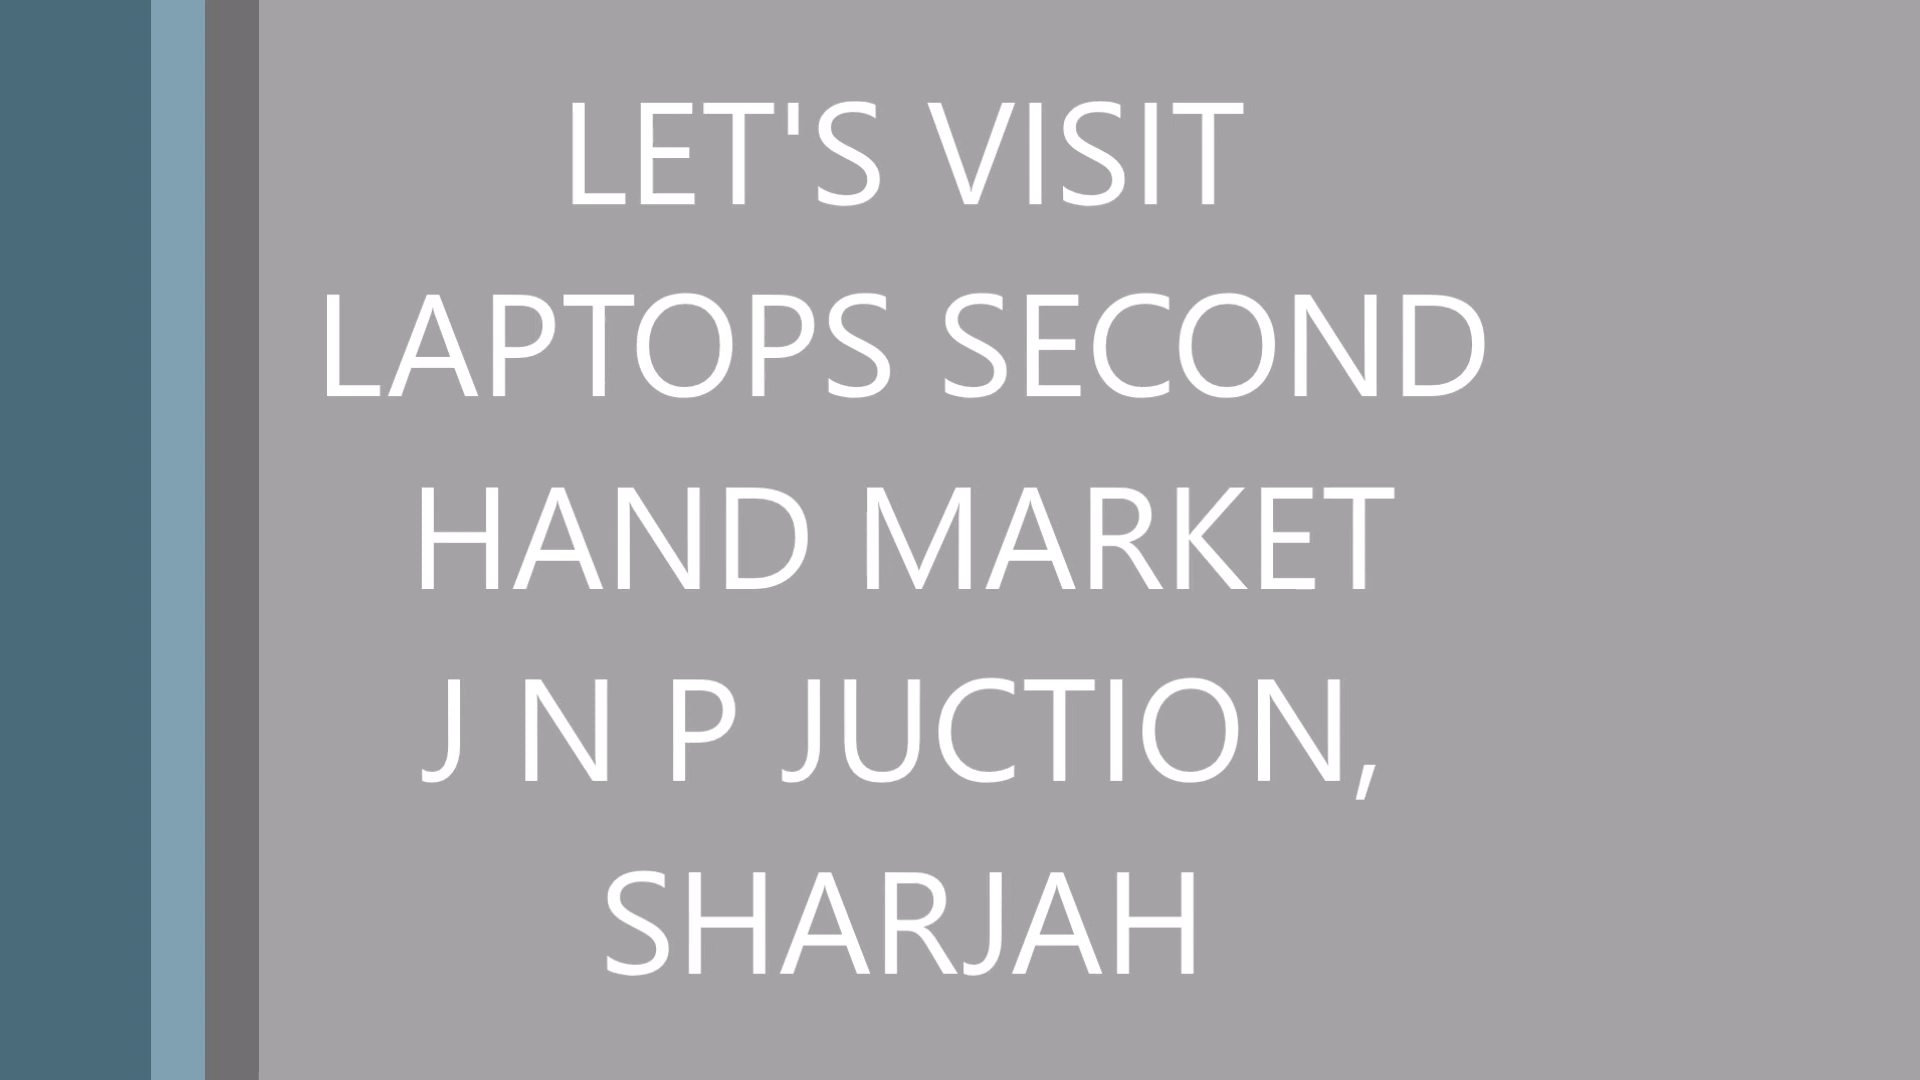 LET'S VISIT
LAPTOPS SECOND
HAND MARKET
J N P JUCTION,
SHARJAH